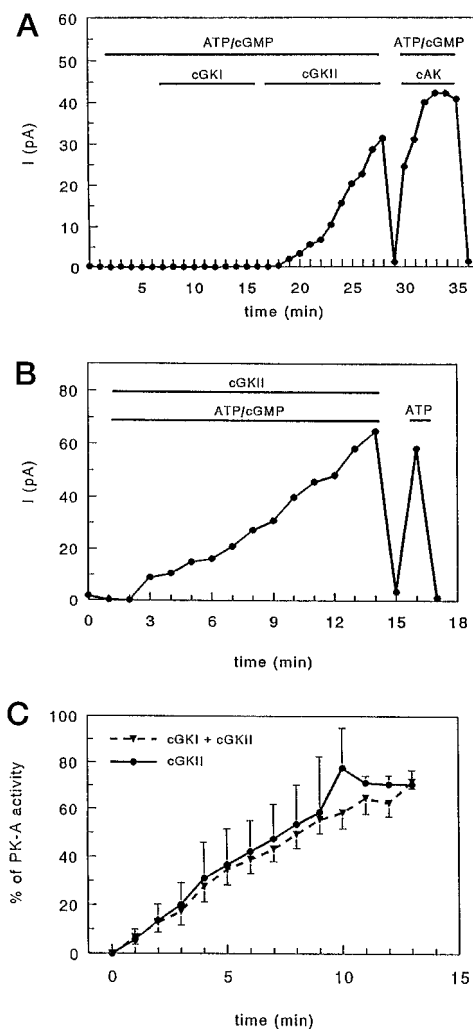 A
ATP/cGMP ATP/cGMP
cGKI cGKII cAK
60
50
40
30
20
10
0
I (pA)
5 10 15 20 25 30 35
time (min)
B
cGKII
ATP/cGMP ATP
80
60
40
20
0
I (pA)
0 3 6 9 12 15 18
time (min)
C
100
80
60
40
20
0
% of PK-A activity
cGKI + cGKII
cGKII
0 5 10 15
time (min)